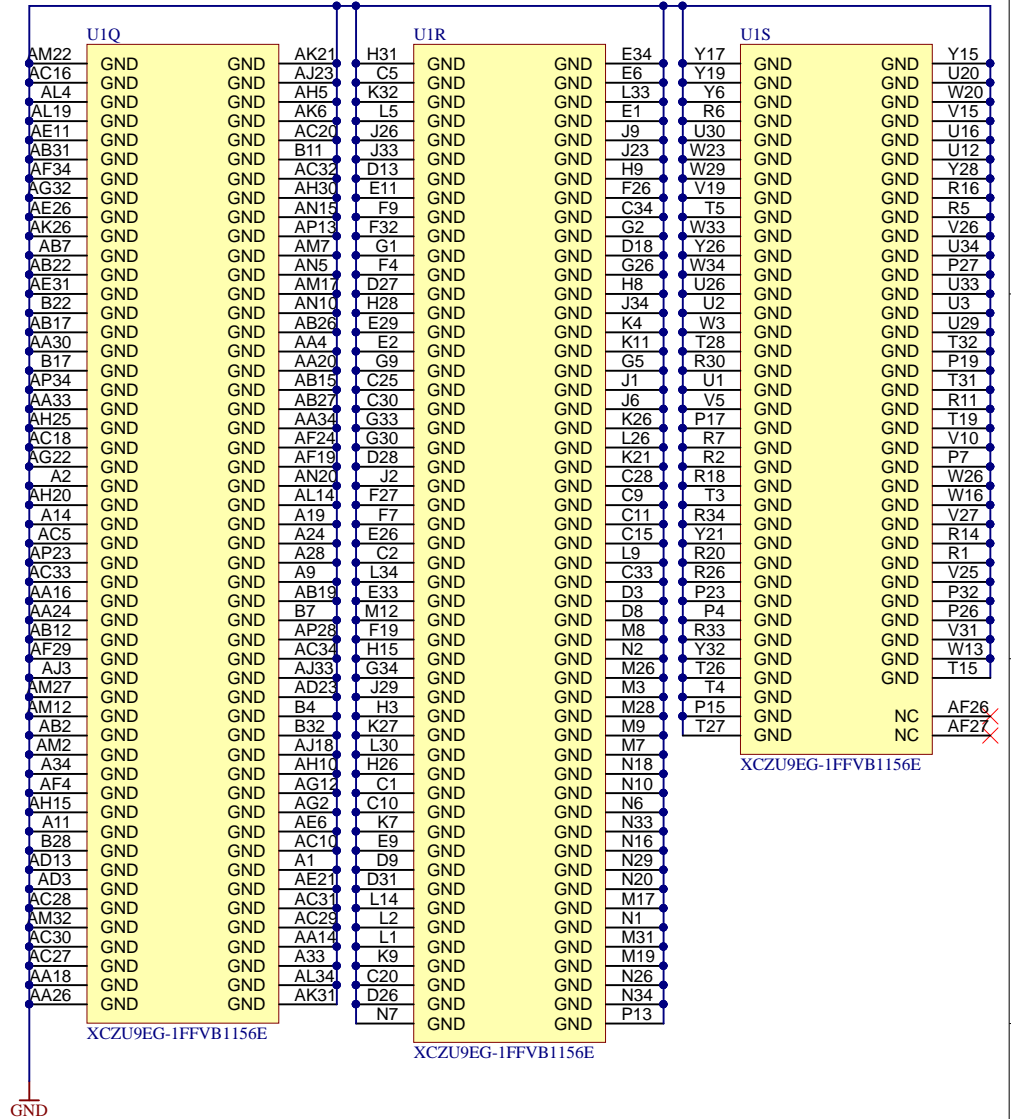 U1Q
AM22 GND GND AK21
AC16 GND GND AJ23
AL4 GND GND AH5
AL19 GND GND AK6
AE11 GND GND AC20
AB31 GND GND B11
AF34 GND GND AC32
AG32 GND GND AH30
AE26 GND GND AN15
AK26 GND GND AP13
AB7 GND GND AM7
AB22 GND GND AN5
AE31 GND GND AM17
B22 GND GND AN10
AB17 GND GND AB26
AA30 GND GND AA4
B17 GND GND AA20
AP34 GND GND AB15
AA33 GND GND AB27
AH25 GND GND AA34
AC18 GND GND AF24
AG22 GND GND AF19
A2 GND GND AN20
AH20 GND GND AL14
A14 GND GND A19
AC5 GND GND A24
AP23 GND GND A28
AC33 GND GND A9
AA16 GND GND AB19
AA24 GND GND B7
AB12 GND GND AP28
AF29 GND GND AC34
AJ3 GND GND AJ33
AM27 GND GND AD23
AM12 GND GND B4
AB2 GND GND B32
AM2 GND GND AJ18
A34 GND GND AH10
AF4 GND GND AG12
AH15 GND GND AG2
A11 GND GND AE6
B28 GND GND AC10
AD13 GND GND A1
AD3 GND GND AE21
AC28 GND GND AC31
AM32 GND GND AC29
AC30 GND GND AA14
AC27 GND GND A33
AA18 GND GND AL34
AA26 GND GND AK31
XCZU9EG-1FFVB1156E
GND
U1R
H31 GND GND E34
C5 GND GND E6
K32 GND GND L33
L5 GND GND E1
J26 GND GND J9
J33 GND GND J23
D13 GND GND H9
E11 GND GND F26
F9 GND GND C34
F32 GND GND G2
G1 GND GND D18
F4 GND GND G26
D27 GND GND H8
H28 GND GND J34
E29 GND GND K4
E2 GND GND K11
G9 GND GND G5
C25 GND GND J1
C30 GND GND J6
G33 GND GND K26
G30 GND GND L26
D28 GND GND K21
J2 GND GND C28
F27 GND GND C9
F7 GND GND C11
E26 GND GND C15
C2 GND GND L9
L34 GND GND C33
E33 GND GND D3
M12 GND GND D8
F19 GND GND M8
H15 GND GND N2
G34 GND GND M26
J29 GND GND M3
H3 GND GND M28
K27 GND GND M9
L30 GND GND M7
H26 GND GND N18
C1 GND GND N10
C10 GND GND N6
K7 GND GND N33
E9 GND GND N16
D9 GND GND N29
D31 GND GND N20
L14 GND GND M17
L2 GND GND N1
L1 GND GND M31
K9 GND GND M19
C20 GND GND N26
D26 GND GND N34
N7 GND GND P13
XCZU9EG-1FFVB1156E
U1S
Y17 GND GND Y15
Y19 GND GND U20
Y6 GND GND W20
R6 GND GND V15
U30 GND GND U16
W23 GND GND U12
W29 GND GND Y28
V19 GND GND R16
T5 GND GND R5
W33 GND GND V26
Y26 GND GND U34
W34 GND GND P27
U26 GND GND U33
U2 GND GND U3
W3 GND GND U29
T28 GND GND T32
R30 GND GND P19
U1 GND GND T31
V5 GND GND R11
P17 GND GND T19
R7 GND GND V10
R2 GND GND P7
R18 GND GND W26
T3 GND GND W16
R34 GND GND V27
Y21 GND GND R14
R20 GND GND R1
R26 GND GND V25
P23 GND GND P32
P4 GND GND P26
R33 GND GND V31
Y32 GND GND W13
T26 GND GND T15
T4 GND
P15 GND NC AF26
T27 GND NC AF27
XCZU9EG-1FFVB1156E